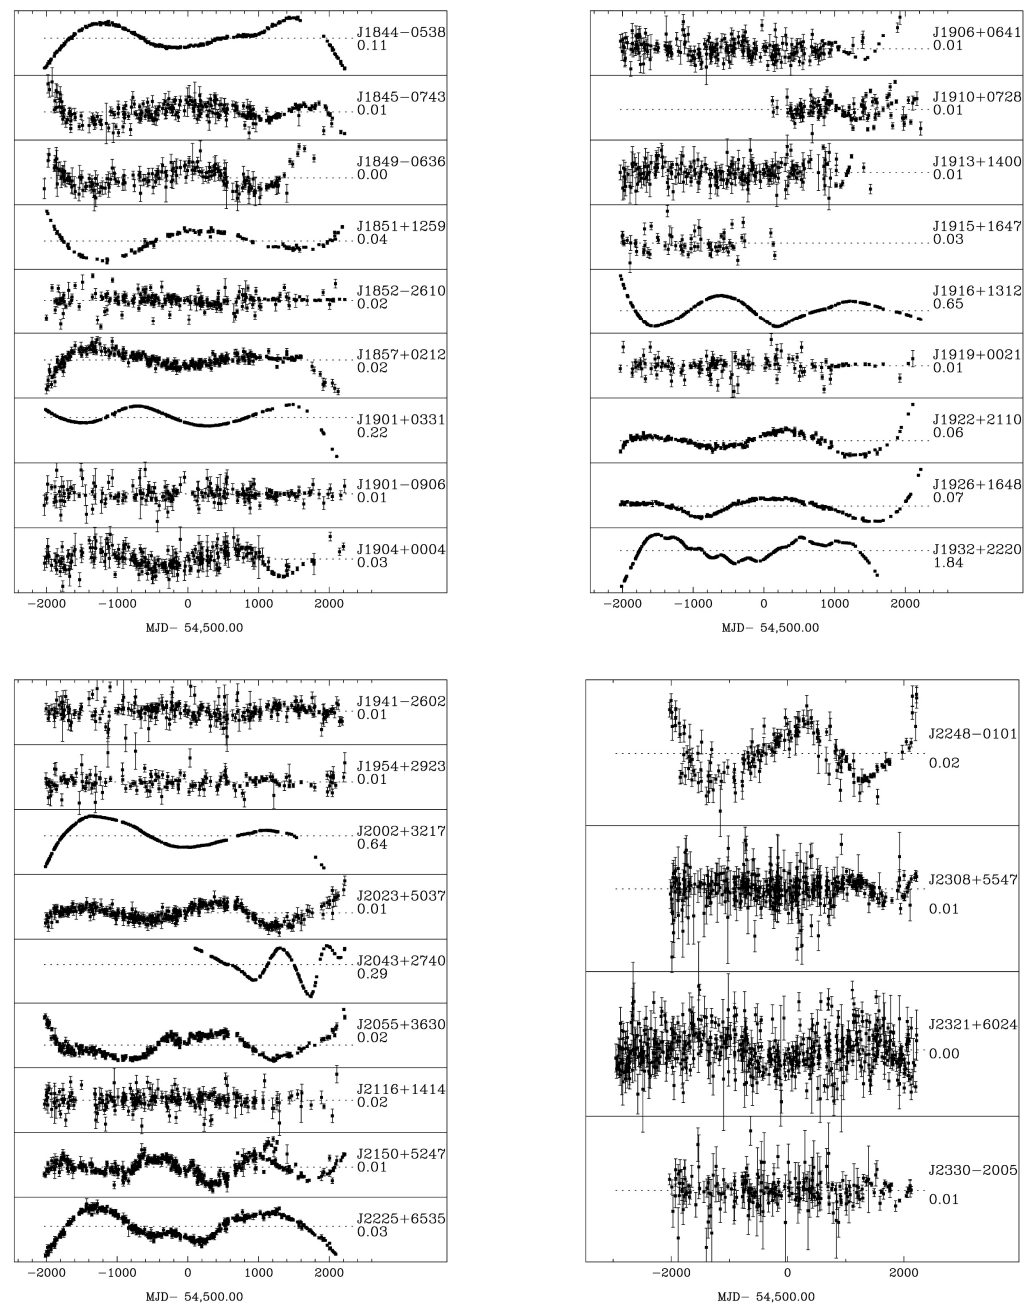 J1844−0538
0.11
J1845−0743
0.01
J1849−0636
0.00
J1851+1259
0.04
J1852−2610
0.02
J1857+0212
0.02
J1901+0331
0.22
J1901−0906
0.01
J1904+0004
0.03
−2000 −1000 0 1000 2000
MJD− 54,500.00
J1906+0641
0.01
J1910+0728
0.01
J1913+1400
0.01
J1915+1647
0.03
J1916+1312
0.65
J1919+0021
0.01
J1922+2110
0.06
J1926+1648
0.07
J1932+2220
1.84
−2000 −1000 0 1000 2000
MJD− 54,500.00
J1941−2602
0.01
J1954+2923
0.01
J2002+3217
0.64
J2023+5037
0.01
J2043+2740
0.29
J2055+3630
0.02
J2116+1414
0.02
J2150+5247
0.01
J2225+6535
0.03
−2000 −1000 0 1000 2000
MJD− 54,500.00
J2248−0101
0.02
J2308+5547
0.01
J2321+6024
0.00
J2330−2005
0.01
−2000 0 2000
MJD− 54,500.00